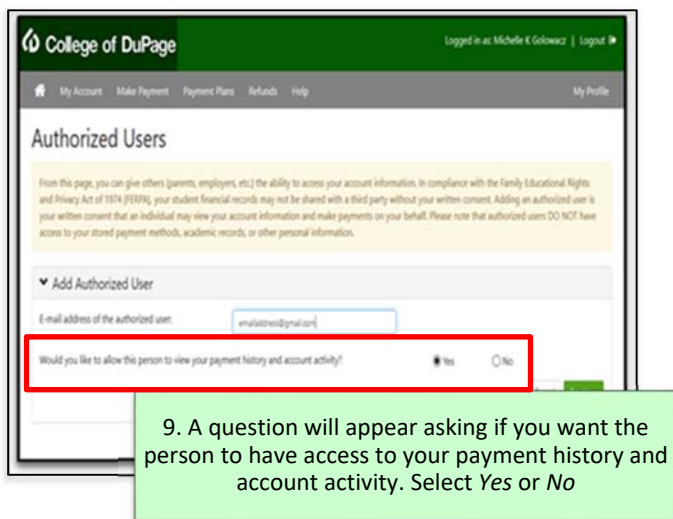 College of DuPage
Logged in as: Michelle K Golowacz | Logout
My Account Make Payment Payment Plans Refunds Help My Profile
Authorized Users
From this page, you can give others (parents, employers, etc.) the ability to access your account information. In compliance with the Family Educational Rights
and Privacy Act of 1974 (FERPA), your student financial records may not be shared with a third party without your written consent. Adding an authorized user is
your written consent that an individual may view your account information and make payments on your behalf. Please note that authorized users DO NOT have
access to your stored payment methods, academic records, or other personal information.
Add Authorized User
E-mail address of the authorized user: emailaddress@gmail.com
Would you like to allow this person to view your payment history and account activity? Yes No
9. A question will appear asking if you want the
person to have access to your payment history and
account activity. Select Yes or No